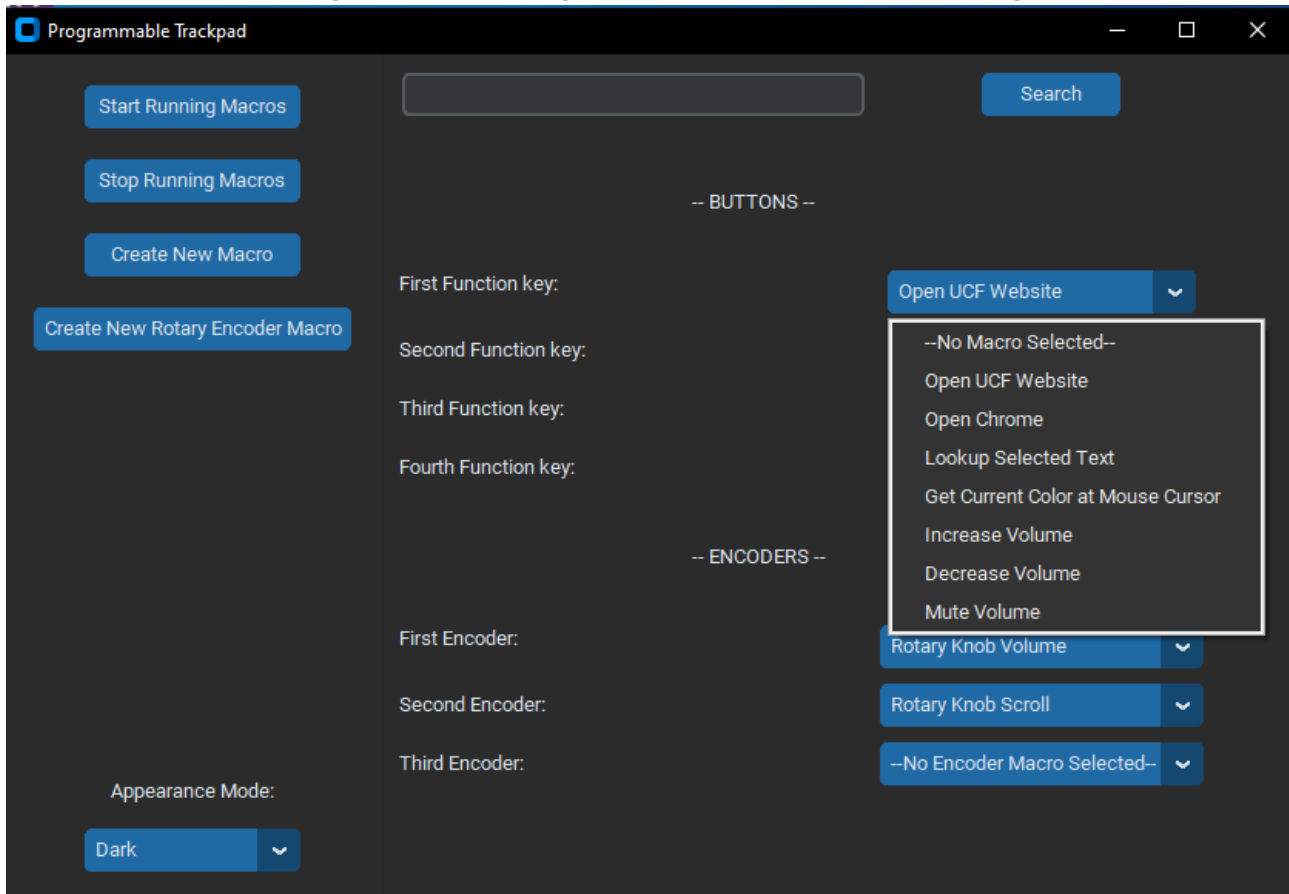 Programmable Trackpad
Start Running Macros
Search
Stop Running Macros
-- BUTTONS --
Create New Macro
First Function key:
Open UCF Website
Create New Rotary Encoder Macro
--No Macro Selected--
Second Function key:
Open UCF Website
Third Function key:
Open Chrome
Fourth Function key:
Lookup Selected Text
Get Current Color at Mouse Cursor
Increase Volume
-- ENCODERS --
Decrease Volume
Mute Volume
First Encoder:
Rotary Knob Volume
Second Encoder:
Rotary Knob Scroll
Third Encoder:
--No Encoder Macro Selected--
Appearance Mode:
Dark